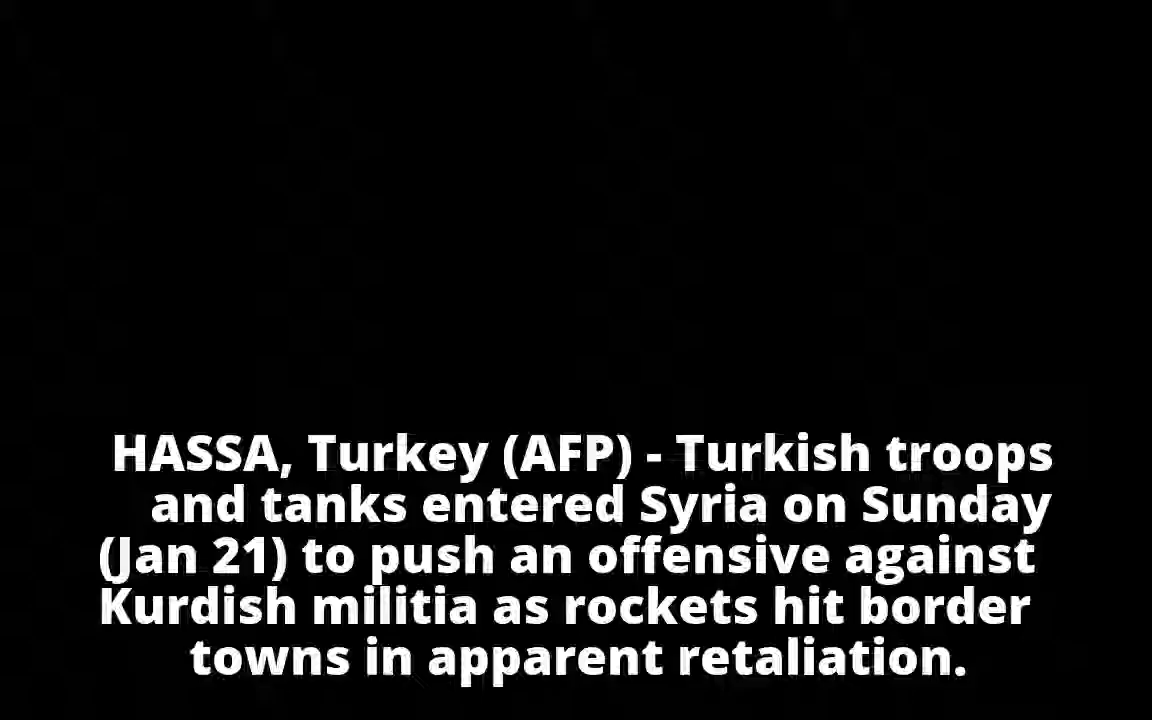 HASSA, Turkey (AFP) - Turkish troops
and tanks entered Syria on Sunday
(Jan 21) to push an offensive against
Kurdish militia as rockets hit border
towns in apparent retaliation.